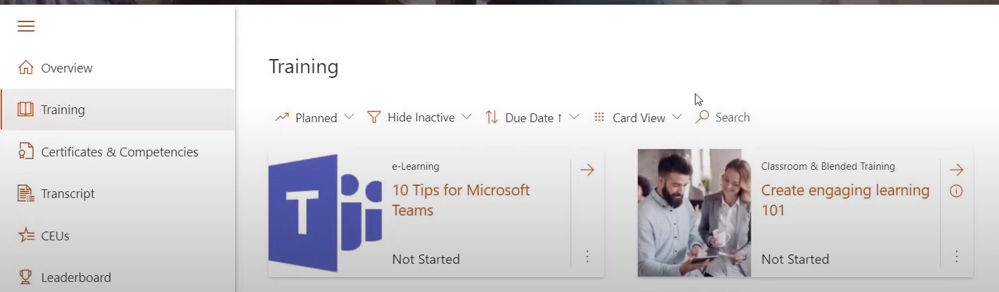 Overview
Training
Certificates & Competencies
Transcript
CEUs
Leaderboard
Training
Planned Hide Inactive Due Date ↑ Card View Search
T
e-Learning
10 Tips for Microsoft
Teams
Not Started
Classroom & Blended Training
Create engaging learning
101
Not Started